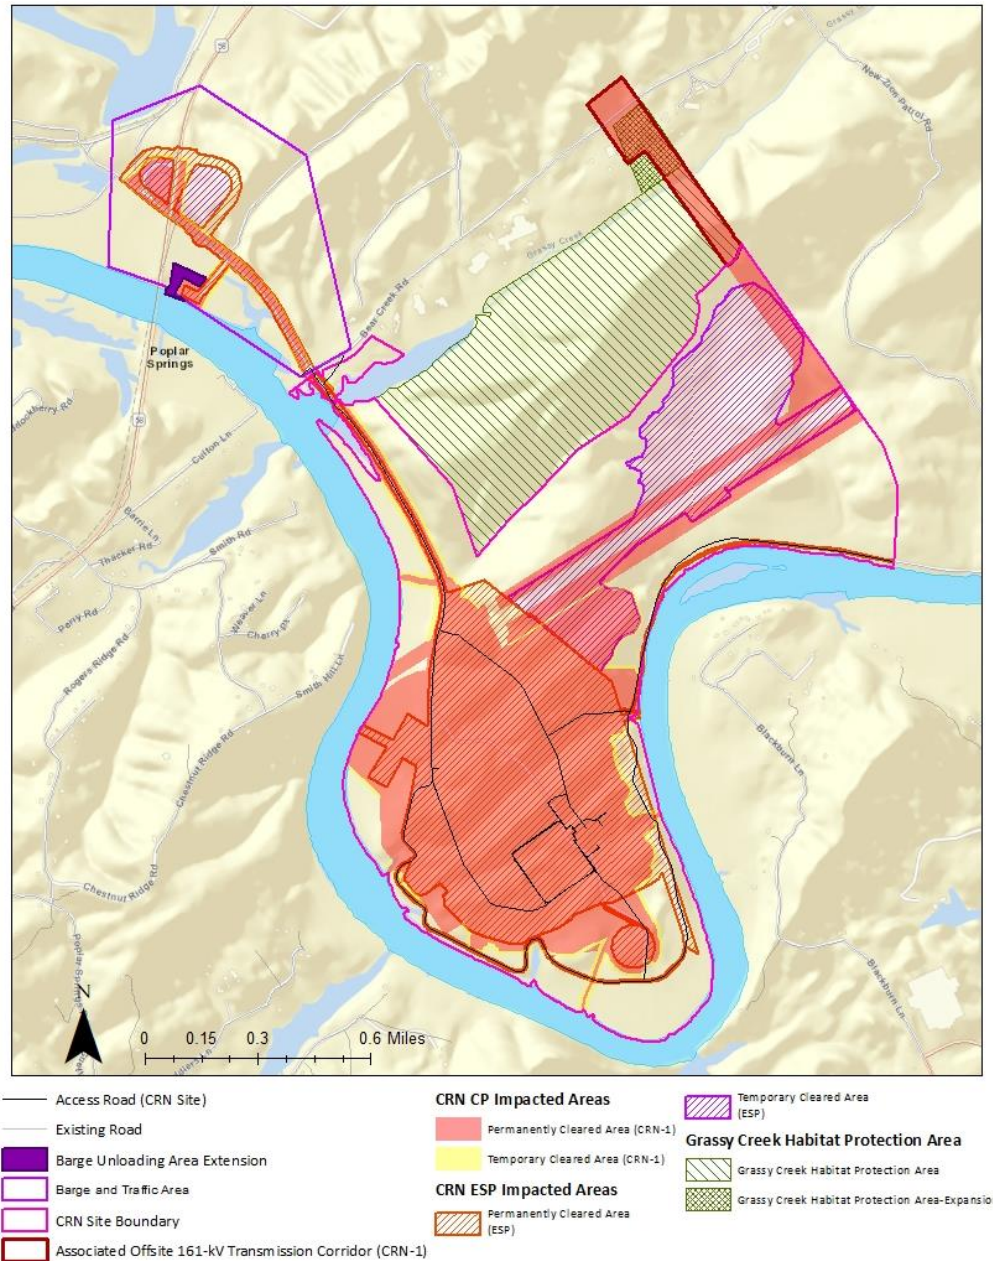 Grassy
New Zion Patrol Rd
95
Grassy Creek
Bear Creek Rd
Poplar
Springs
95
Culton Ln
Barrie Ln
Thacker Rd
Smith Rd
Weaver Ln
Perry Rd
Cherry Dr
Rogers Ridge Rd
Smith Hill Ln
Chestnut Ridge Rd
Blackburn Ln
Chestnut Ridge Rd
Poplar Springs
Blackburn Ln
N
0 0.15 0.3 0.6 Miles
Access Road (CRN Site)
Existing Road
Barge Unloading Area Extension
Barge and Traffic Area
CRN Site Boundary
Associated Offsite 161-kV Transmission Corridor (CRN-1)
CRN CP Impacted Areas
Permanently Cleared Area (CRN-1)
Temporary Cleared Area (CRN-1)
CRN ESP Impacted Areas
Permanently Cleared Area
(ESP)
Temporary Cleared Area
(ESP)
Grassy Creek Habitat Protection Area
Grassy Creek Habitat Protection Area
Grassy Creek Habitat Protection Area-Expansio